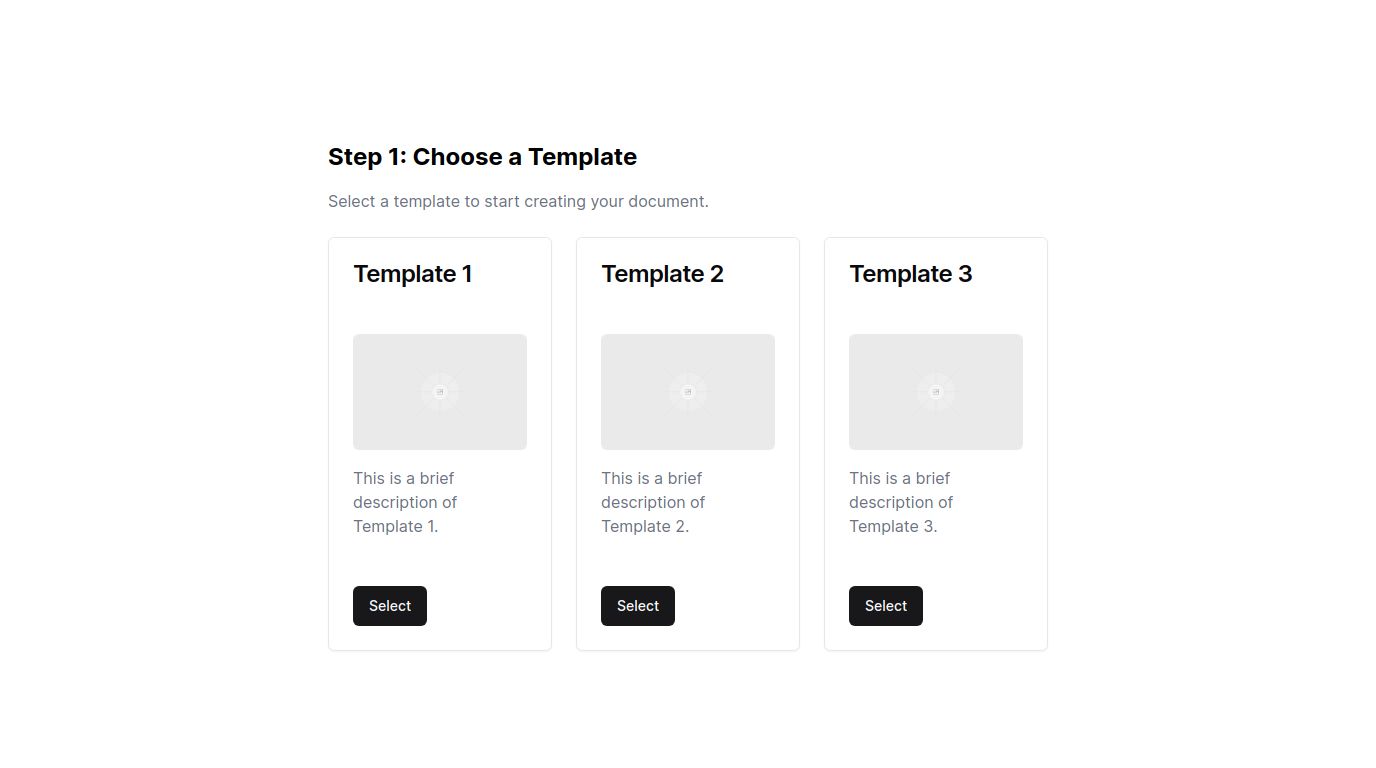 Step 1: Choose a Template
Select a template to start creating your document.
Template 1
This is a brief
description of
Template 1.
Select
Template 2
This is a brief
description of
Template 2.
Select
Template 3
This is a brief
description of
Template 3.
Select